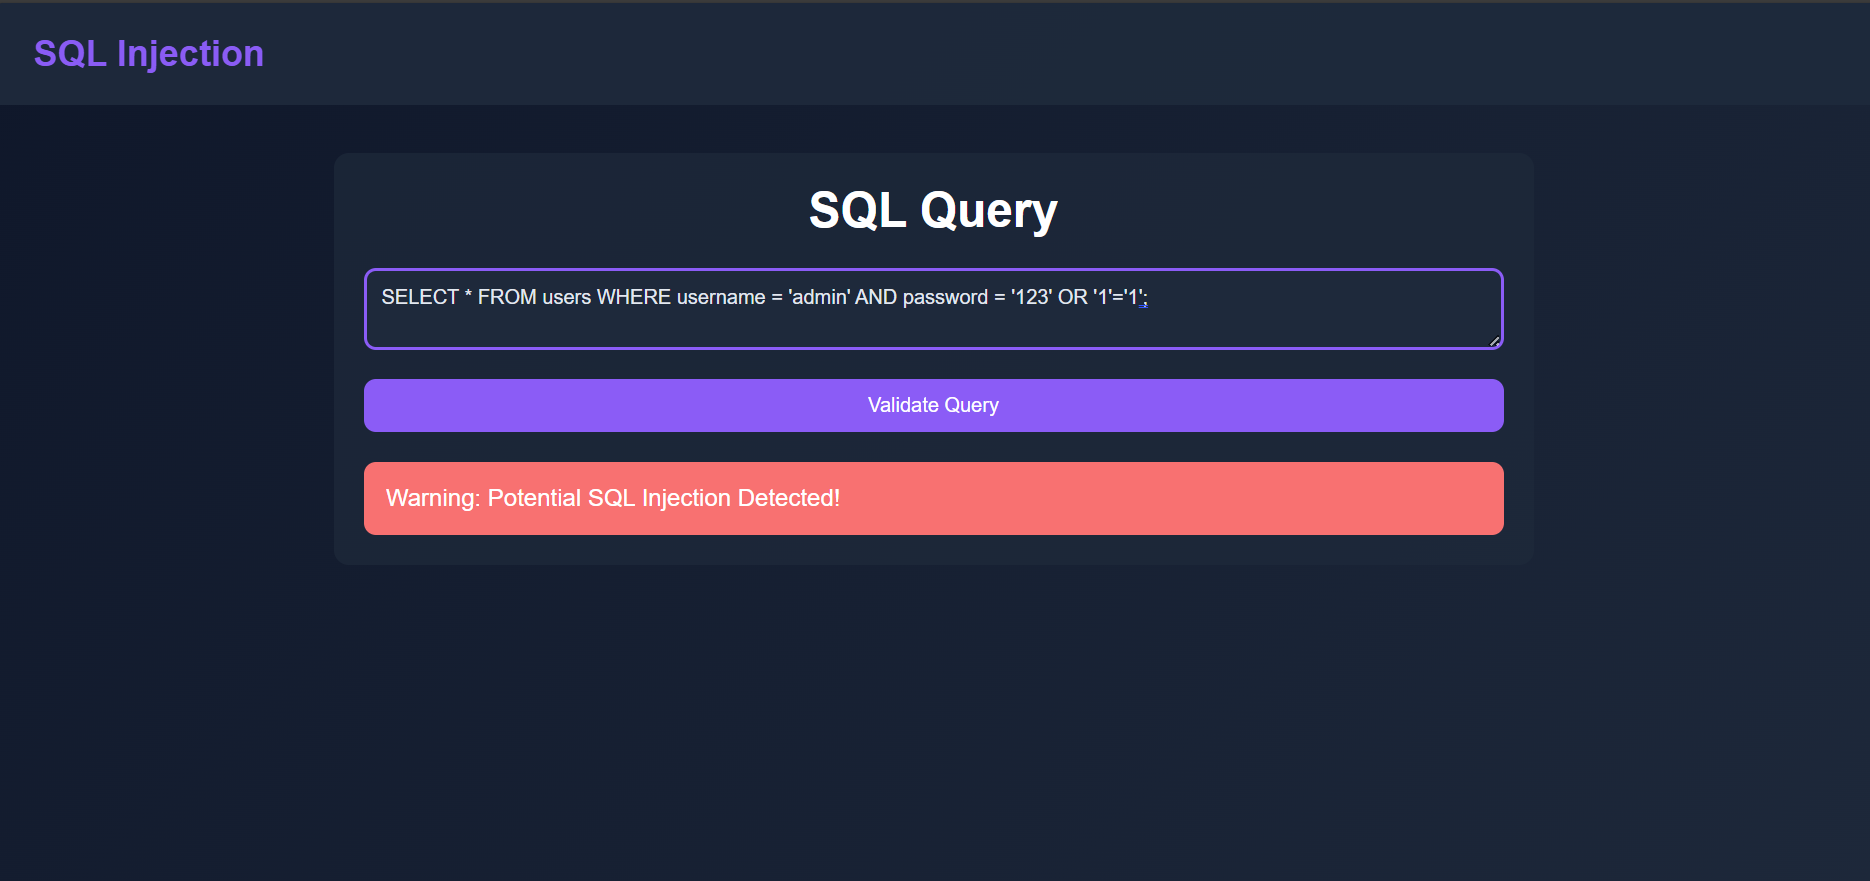 SQL Injection
SQL Query
SELECT * FROM users WHERE username = 'admin' AND password = '123' OR '1'='1';
Validate Query
Warning: Potential SQL Injection Detected!